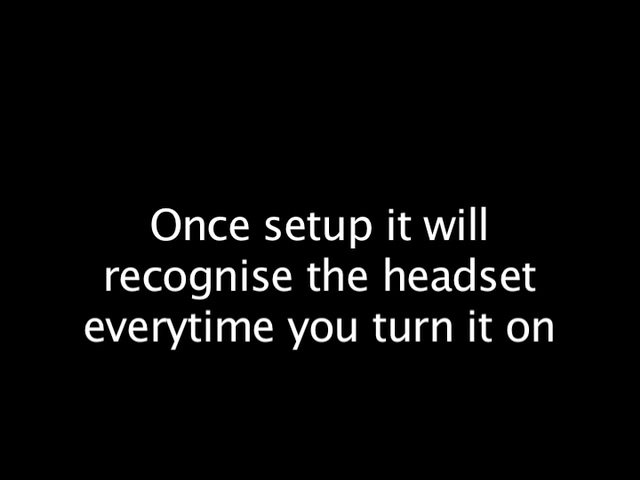 Once setup it will
recognise the headset
everytime you turn it on